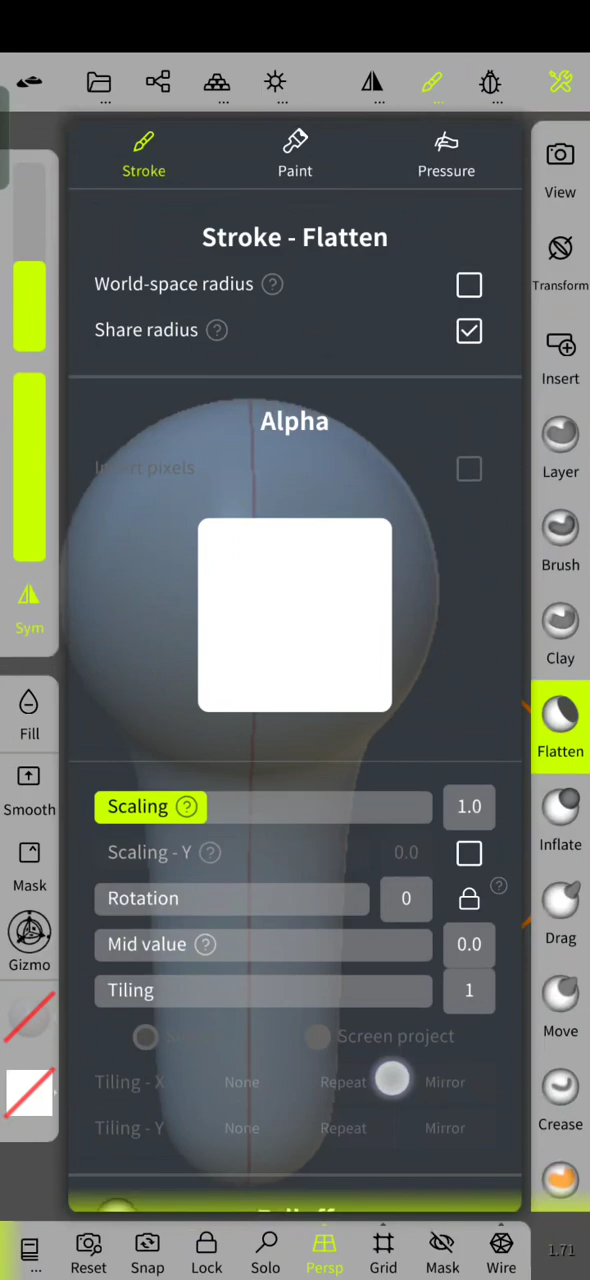 Stroke
Paint
Pressure
View
Stroke - Flatten
World-space radius ?
Share radius ?
Transform
Insert
Alpha
Invert pixels
Layer
Brush
Sym
Clay
Fill
Flatten
Smooth
Scaling ?
1.0
Scaling - Y ?
0.0
Inflate
Mask
Rotation
0
?
Mid value ?
0.0
Drag
Gizmo
Tiling
1
Screen project
Move
Tiling - X
None
Repeat
Mirror
Tiling - Y
None
Repeat
Mirror
Crease
Reset
Snap
Lock
Solo
Persp
Grid
Mask
Wire
1.71